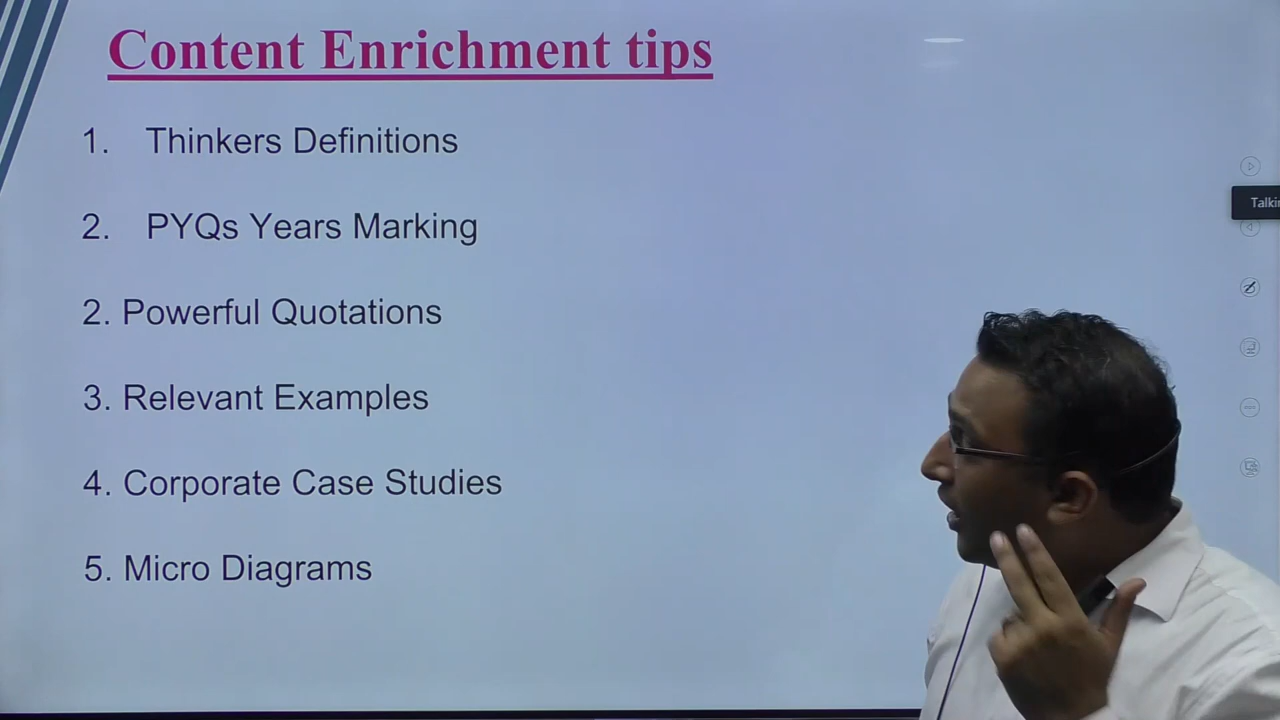 Content Enrichment tips
1. Thinkers Definitions
2. PYQs Years Marking
2. Powerful Quotations
3. Relevant Examples
4. Corporate Case Studies
5. Micro Diagrams